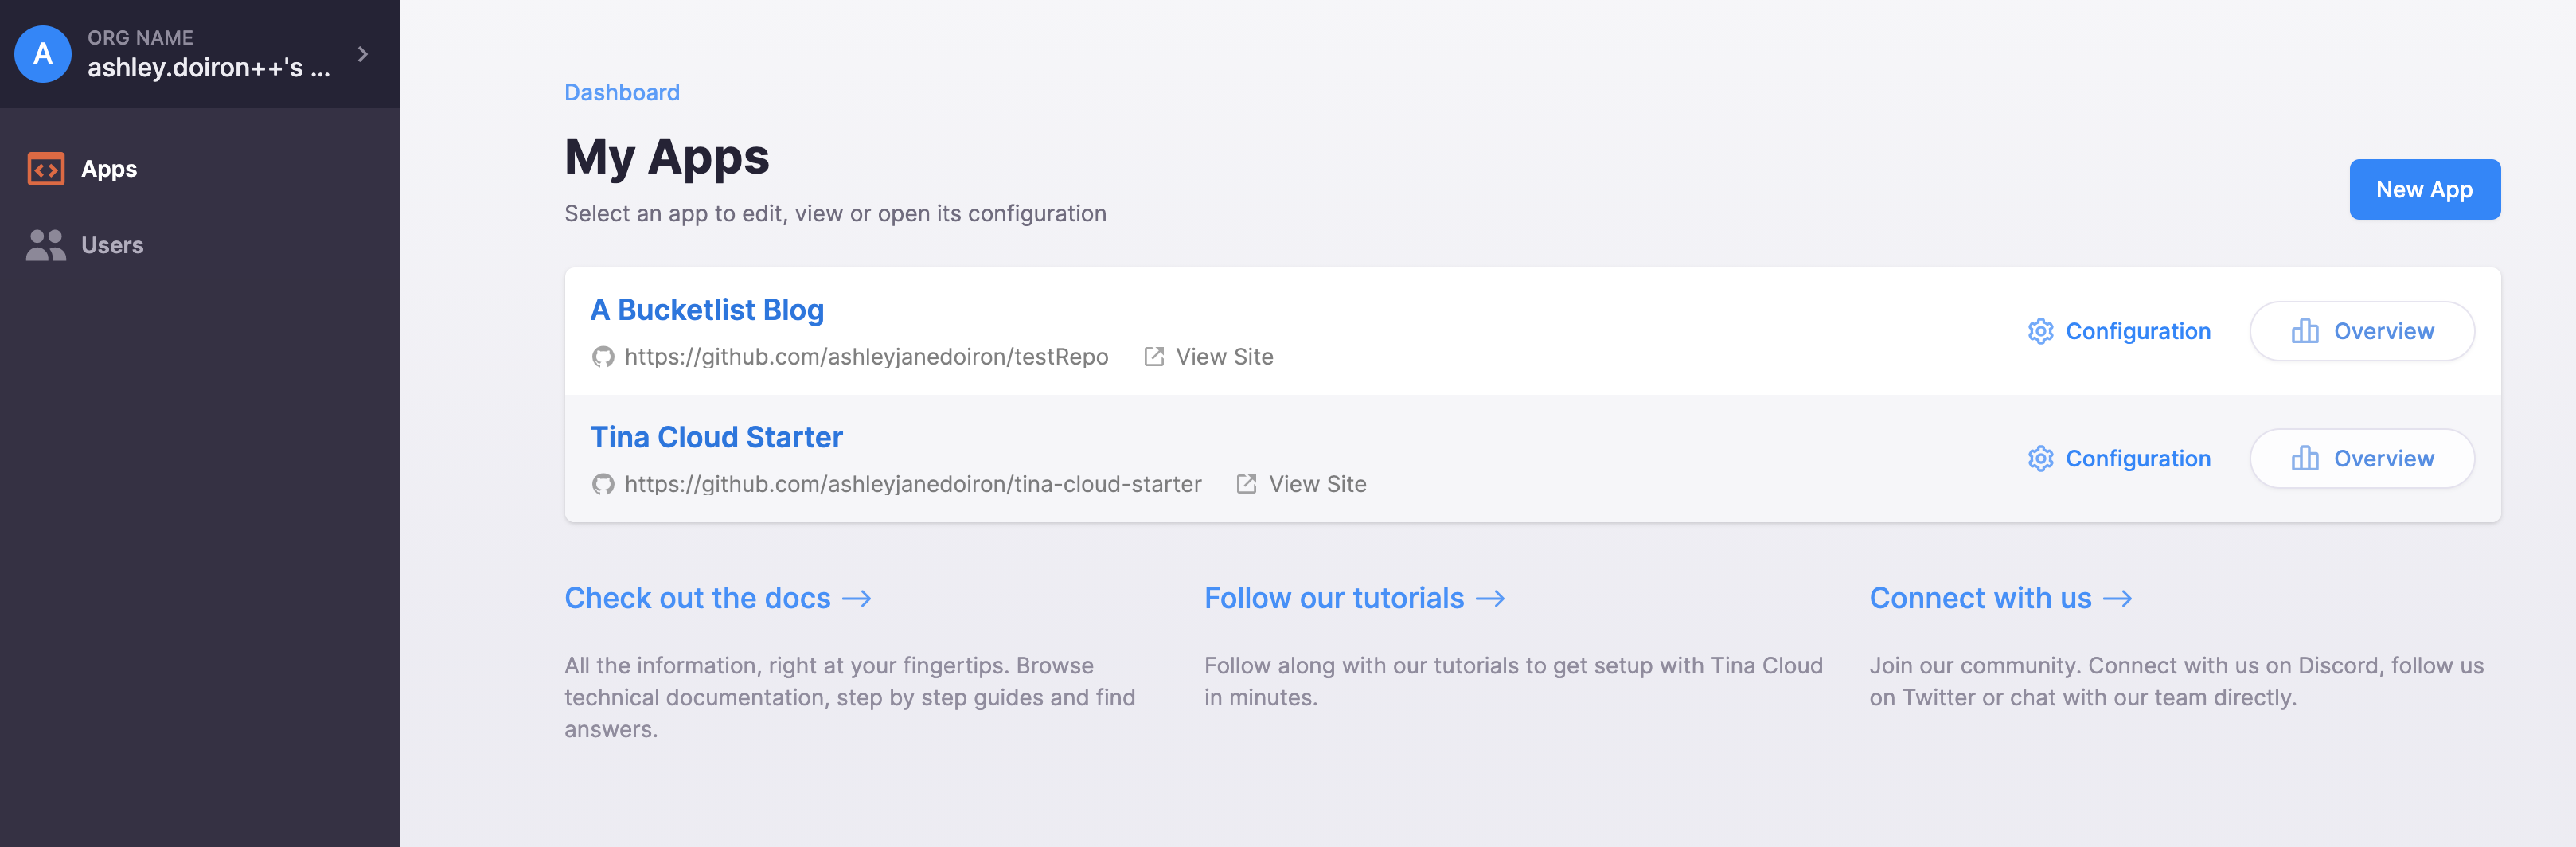 A
ORG NAME
ashley.doiron++'s ...
Apps
Users
Dashboard
My Apps
Select an app to edit, view or open its configuration
New App
A Bucketlist Blog
https://github.com/ashleyjanedoiron/testRepo View Site
Configuration Overview
Tina Cloud Starter
https://github.com/ashleyjanedoiron/tina-cloud-starter View Site
Configuration Overview
Check out the docs →
All the information, right at your fingertips. Browse
technical documentation, step by step guides and find
answers.
Follow our tutorials →
Follow along with our tutorials to get setup with Tina Cloud
in minutes.
Connect with us →
Join our community. Connect with us on Discord, follow us
on Twitter or chat with our team directly.